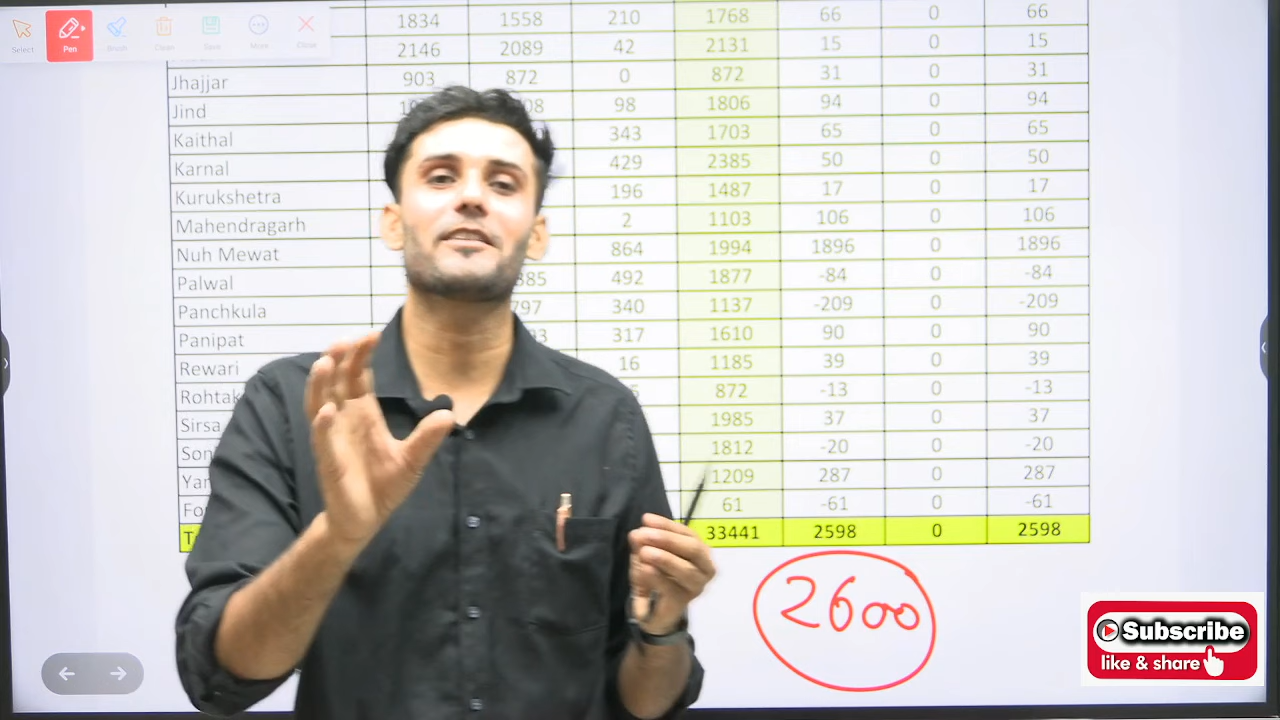 Select Pen Brush Clean Save More Close
1834 1558 210 1768 66 0 66
2146 2089 42 2131 15 0 15
Jhajjar 903 872 0 872 31 0 31
Jind 98 1806 94 0 94
Kaithal 343 1703 65 0 65
Karnal 429 2385 50 0 50
Kurukshetra 196 1487 17 0 17
Mahendragarh 2 1103 106 0 106
Nuh Mewat 864 1994 1896 0 1896
Palwal 492 1877 -84 0 -84
Panchkula 340 1137 -209 0 -209
Panipat 317 1610 90 0 90
Rewari 16 1185 39 0 39
Rohtak 872 -13 0 -13
Sirsa 1985 37 0 37
1812 -20 0 -20
1209 287 0 287
61 -61 0 -61
33441 2598 0 2598
2600
Subscribe
like & share